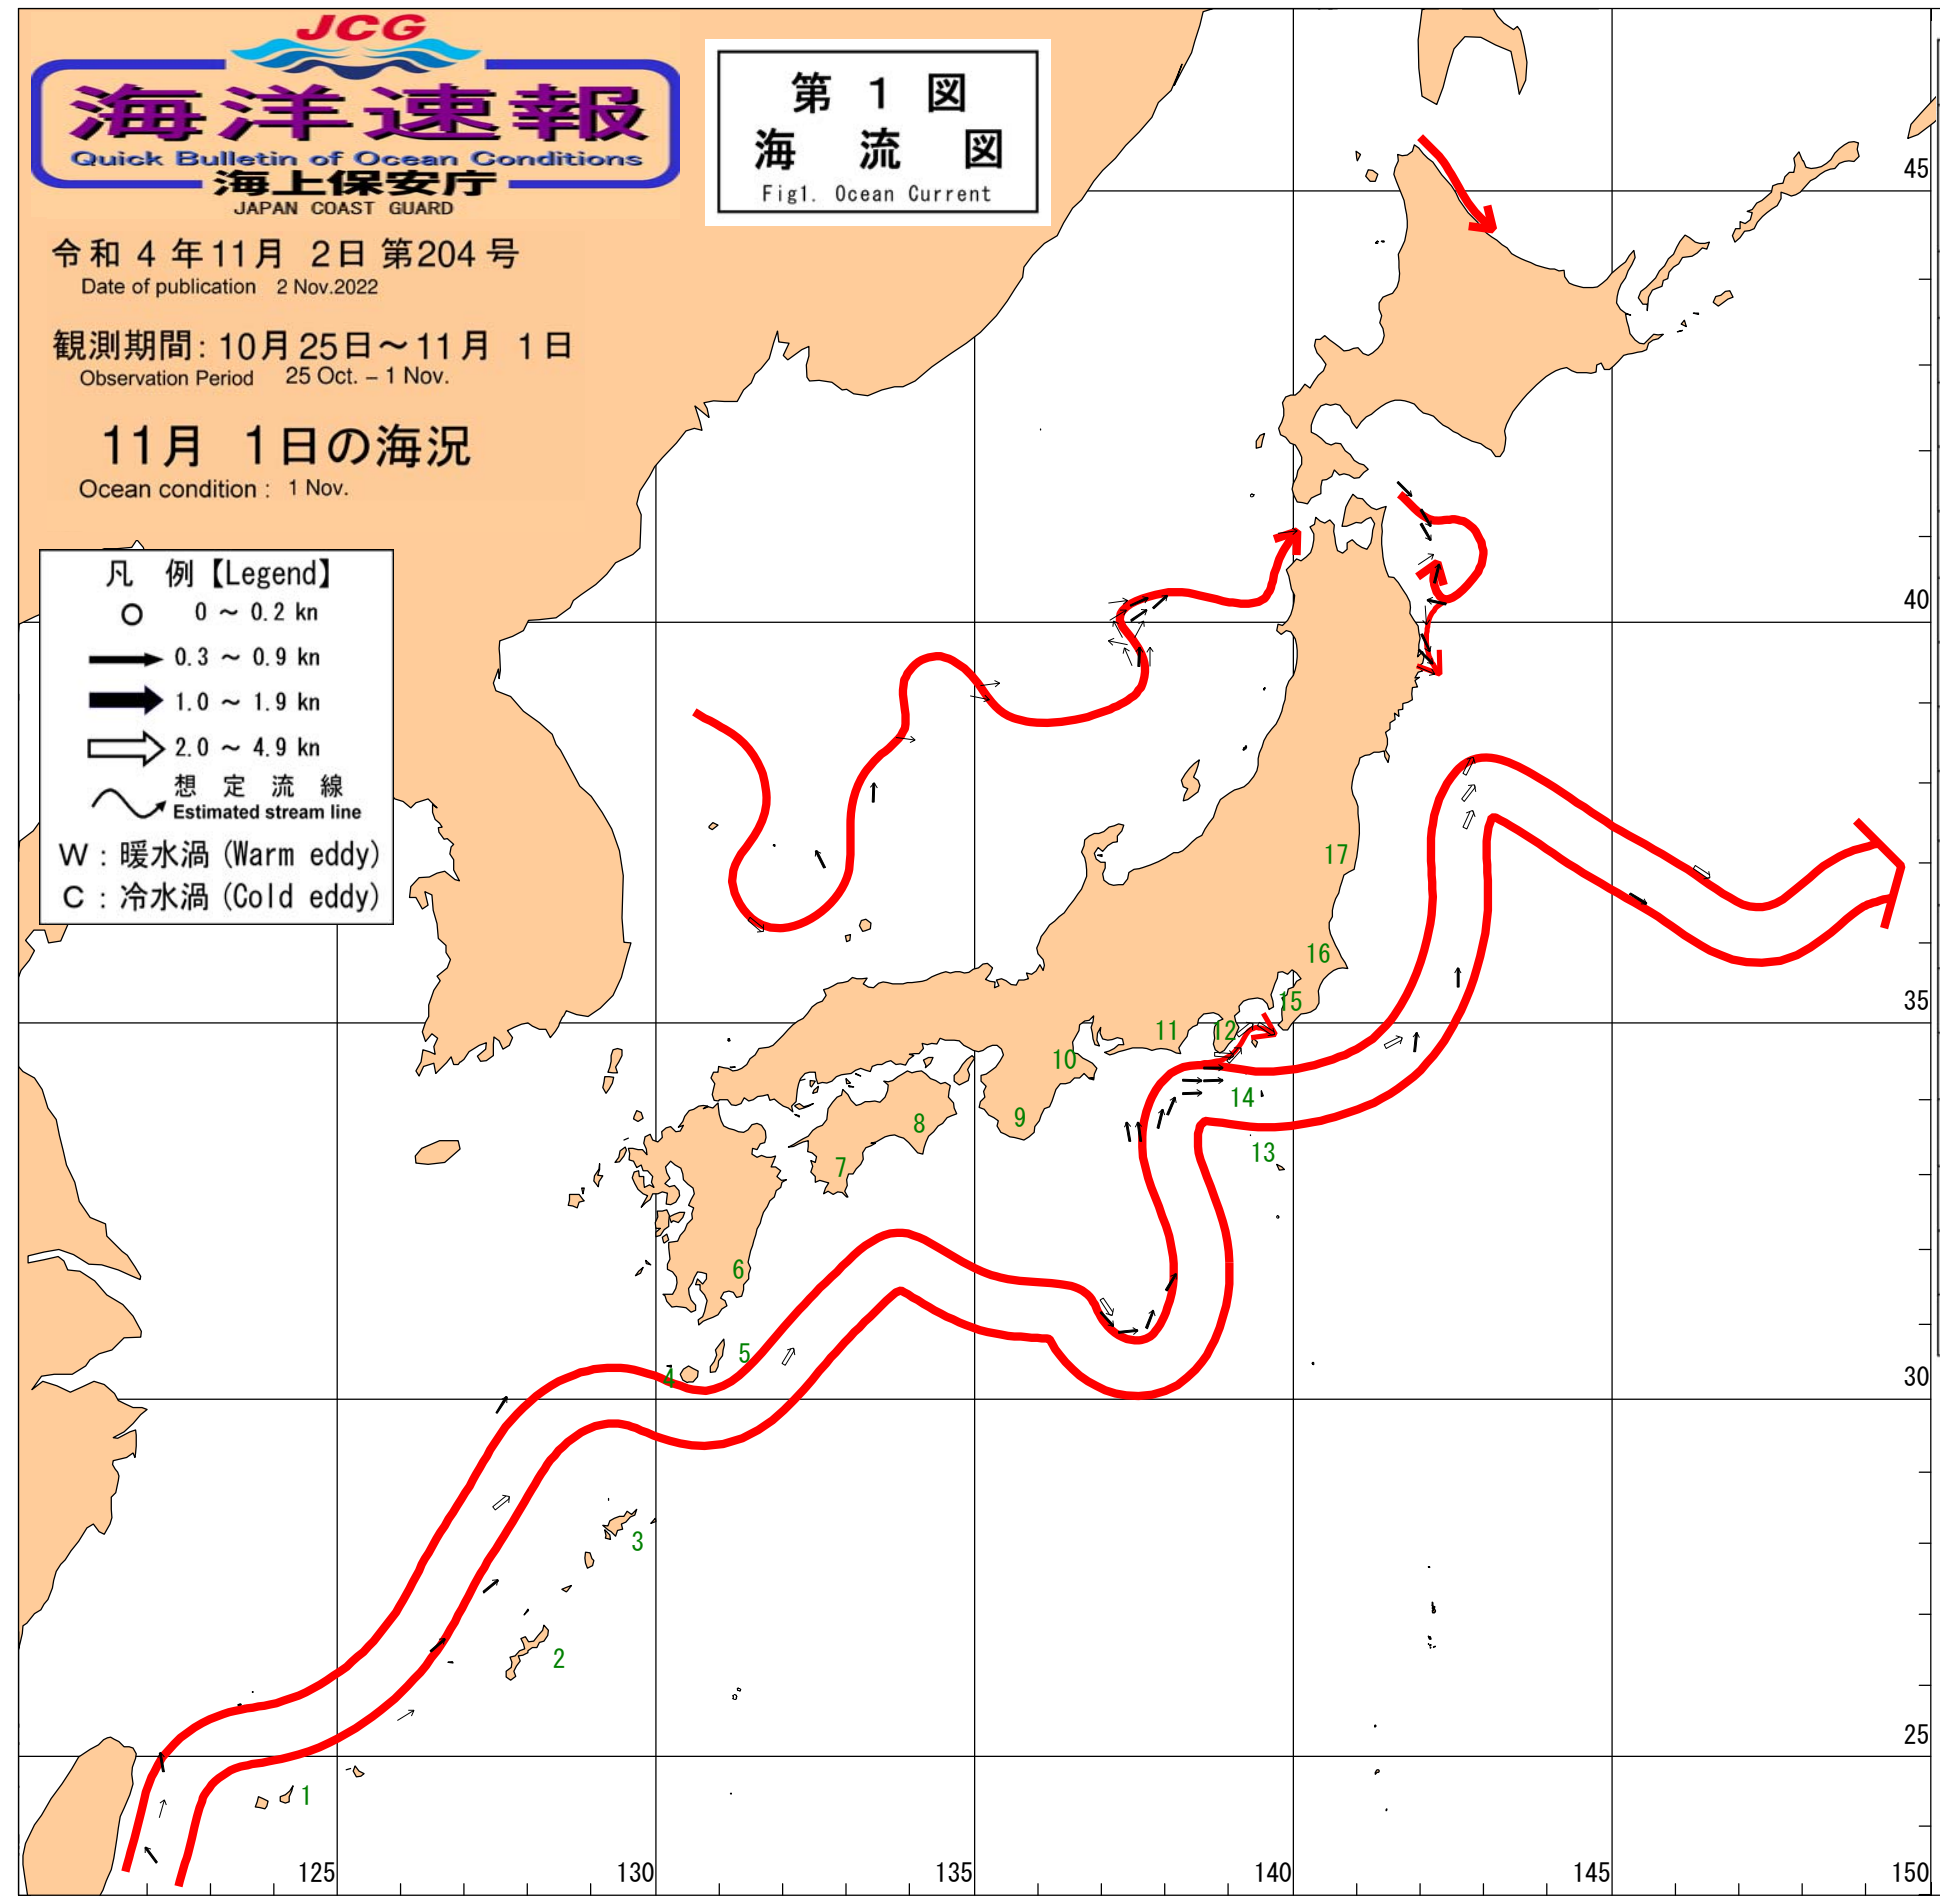 JCG
海洋速報
Quick Bulletin of Ocean Conditions
海上保安庁
JAPAN COAST GUARD
第 1 図
海 流 図
Fig1. Ocean Current
令和 4 年 11月 2日 第204 号
Date of publication 2 Nov.2022
観測期間: 10月 25日～11月 1日
Observation Period 25 Oct. – 1 Nov.
11月 1日の海況
Ocean condition : 1 Nov.
凡 例【Legend】
0 ～ 0.2 kn
0.3 ～ 0.9 kn
1.0 ～ 1.9 kn
2.0 ～ 4.9 kn
想 定 流 線
Estimated stream line
W : 暖水渦 (Warm eddy)
C : 冷水渦 (Cold eddy)
45
40
17
16
35
15
12
11
10
14
9
8
13
7
6
5
4
30
3
2
25
1
125
130
135
140
145
150